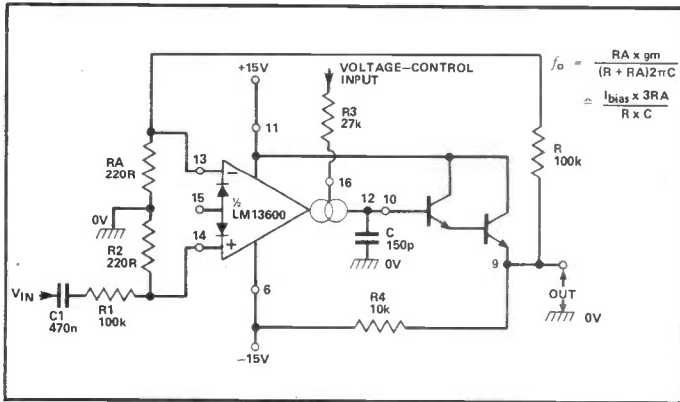 VOLTAGE–CONTROL
INPUT
+15V
11
R3
27k
fo = RA x gm
(R + RA)2πC
≏ Ibias x 3RA
R x C
RA
220R
13
−
16
R
100k
15
½
LM13600
12
10
0V
R2
220R
14
+
C
150p
0V
9
VIN
C1
470n
R1
100k
6
R4
10k
OUT
0V
−15V